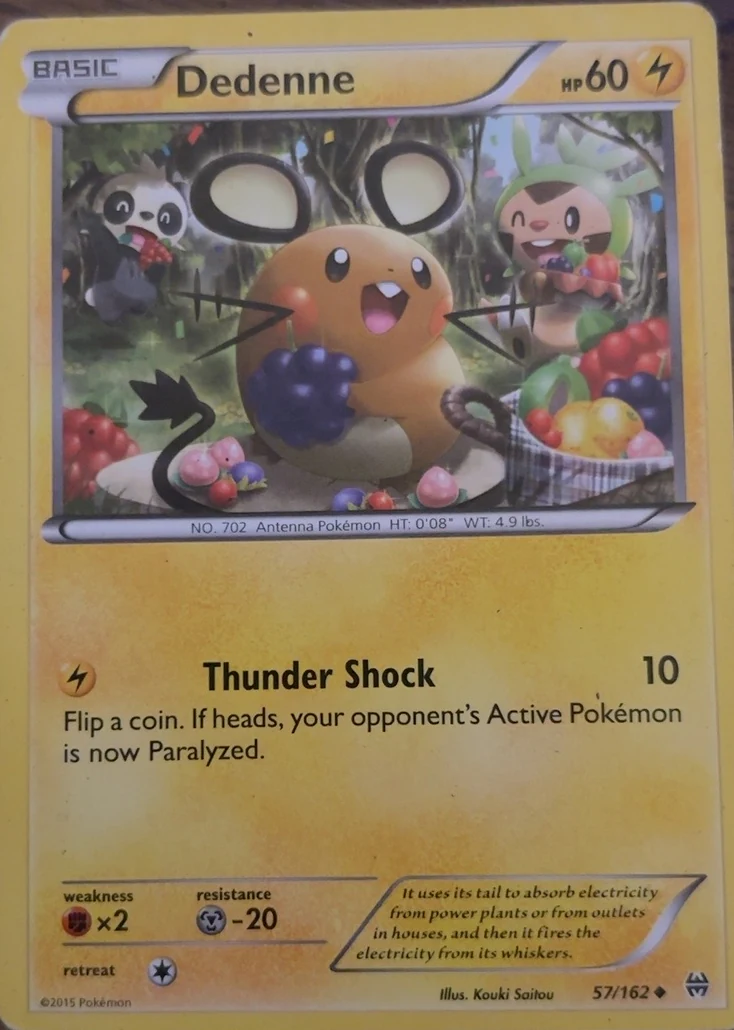 BASIC
Dedenne
HP60
NO. 702 Antenna Pokémon HT: 0'08" WT: 4.9 lbs.
Thunder Shock 10
Flip a coin. If heads, your opponent's Active Pokémon
is now Paralyzed.
weakness resistance
×2 -20
It uses its tail to absorb electricity
from power plants or from outlets
in houses, and then it fires the
electricity from its whiskers.
retreat
©2015 Pokémon
Illus. Kouki Saitou 57/162